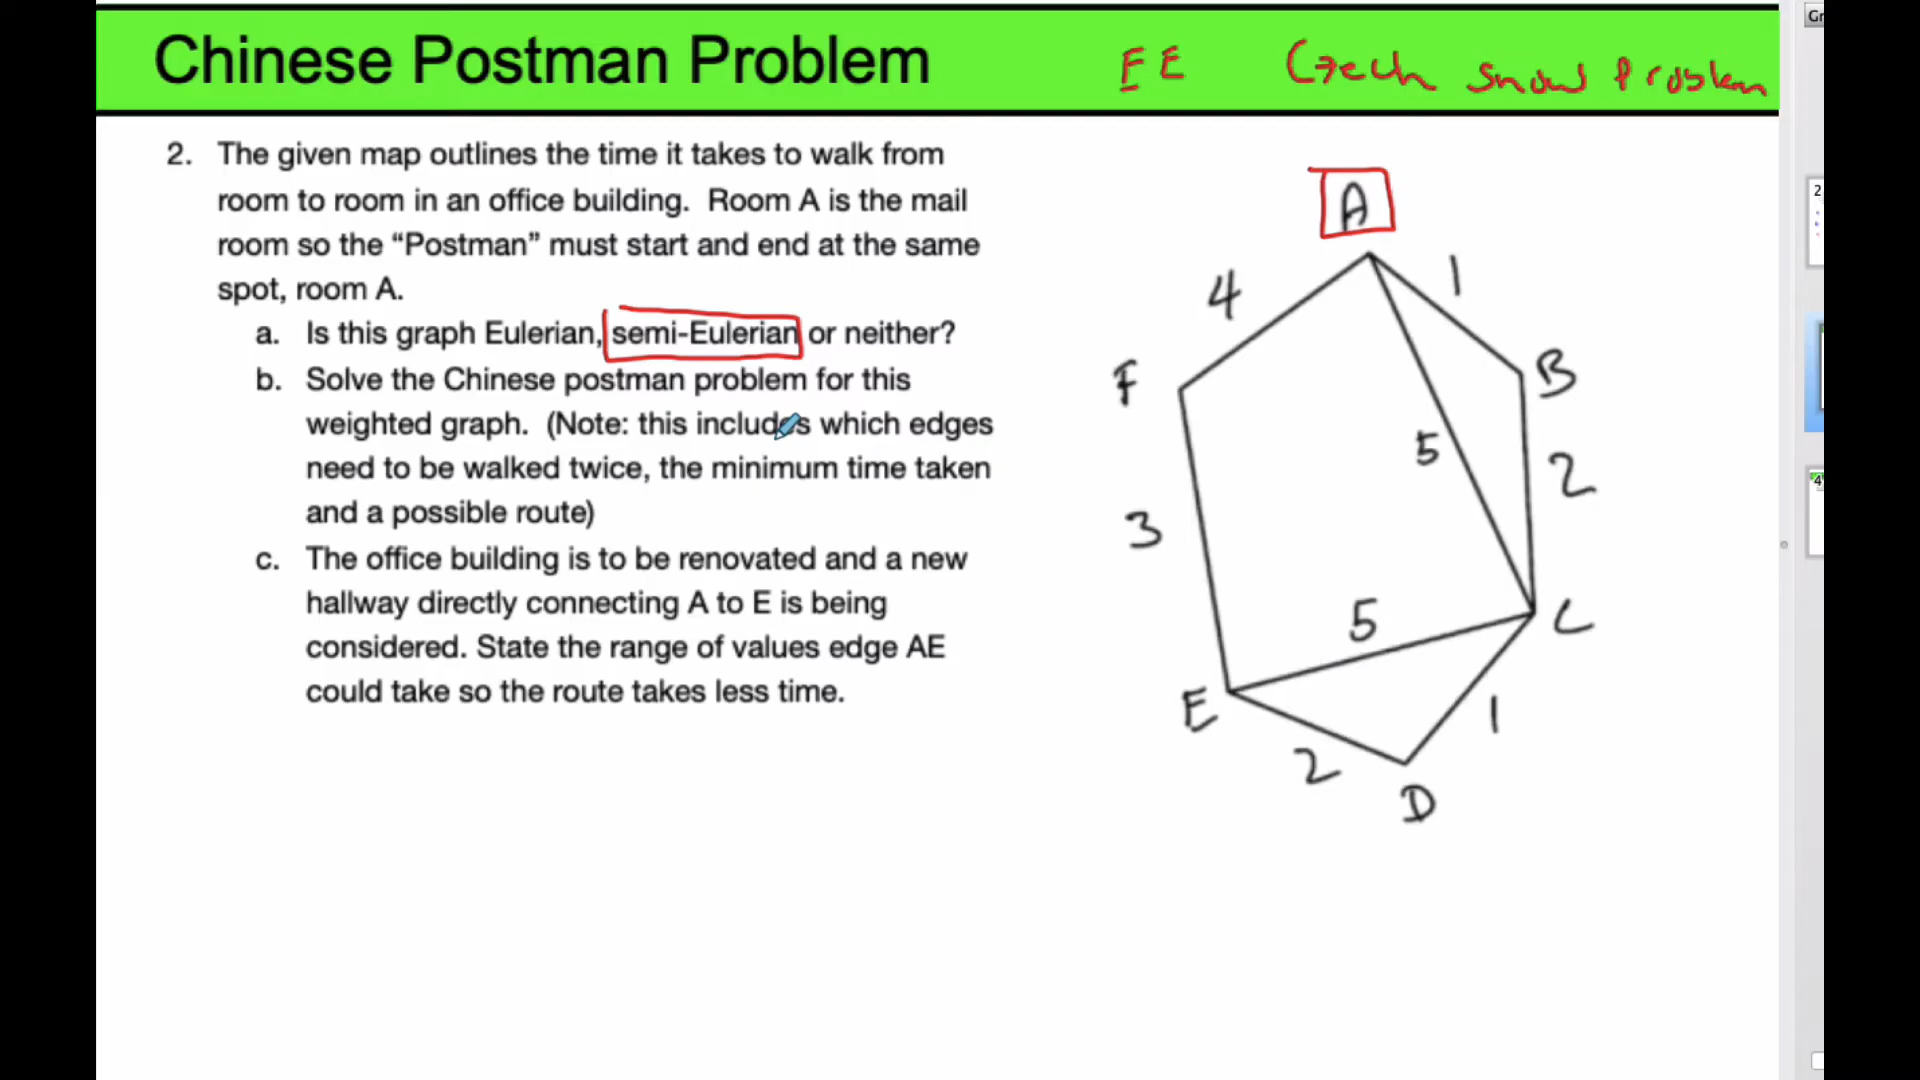 Chinese Postman Problem
EE Czech Snow Problem
2. The given map outlines the time it takes to walk from
room to room in an office building. Room A is the mail
room so the “Postman” must start and end at the same
spot, room A.
a. Is this graph Eulerian, semi-Eulerian or neither?
b. Solve the Chinese postman problem for this
weighted graph. (Note: this includes which edges
need to be walked twice, the minimum time taken
and a possible route)
c. The office building is to be renovated and a new
hallway directly connecting A to E is being
considered. State the range of values edge AE
could take so the route takes less time.
A
4
1
F
B
5
2
3
5
C
E
1
2
D
Gr
2
4